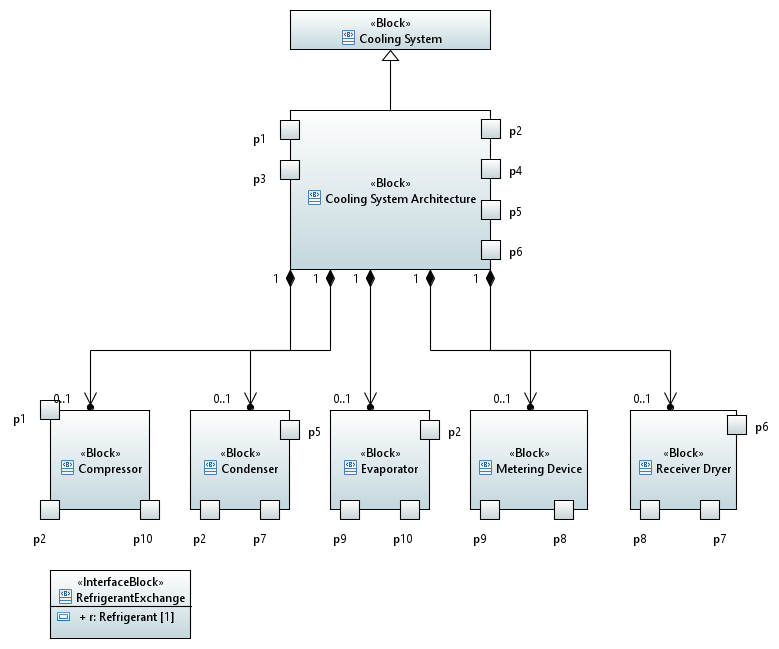 «Block»
Cooling System
p1
p2
p3
p4
«Block»
Cooling System Architecture
p5
p6
1
1
1
1
1
0..1
0..1
0..1
0..1
0..1
p1
p5
p2
p6
«Block»
Compressor
«Block»
Condenser
«Block»
Evaporator
«Block»
Metering Device
«Block»
Receiver Dryer
p2
p10
p2
p7
p9
p10
p9
p8
p8
p7
«InterfaceBlock»
RefrigerantExchange
+ r: Refrigerant [1]